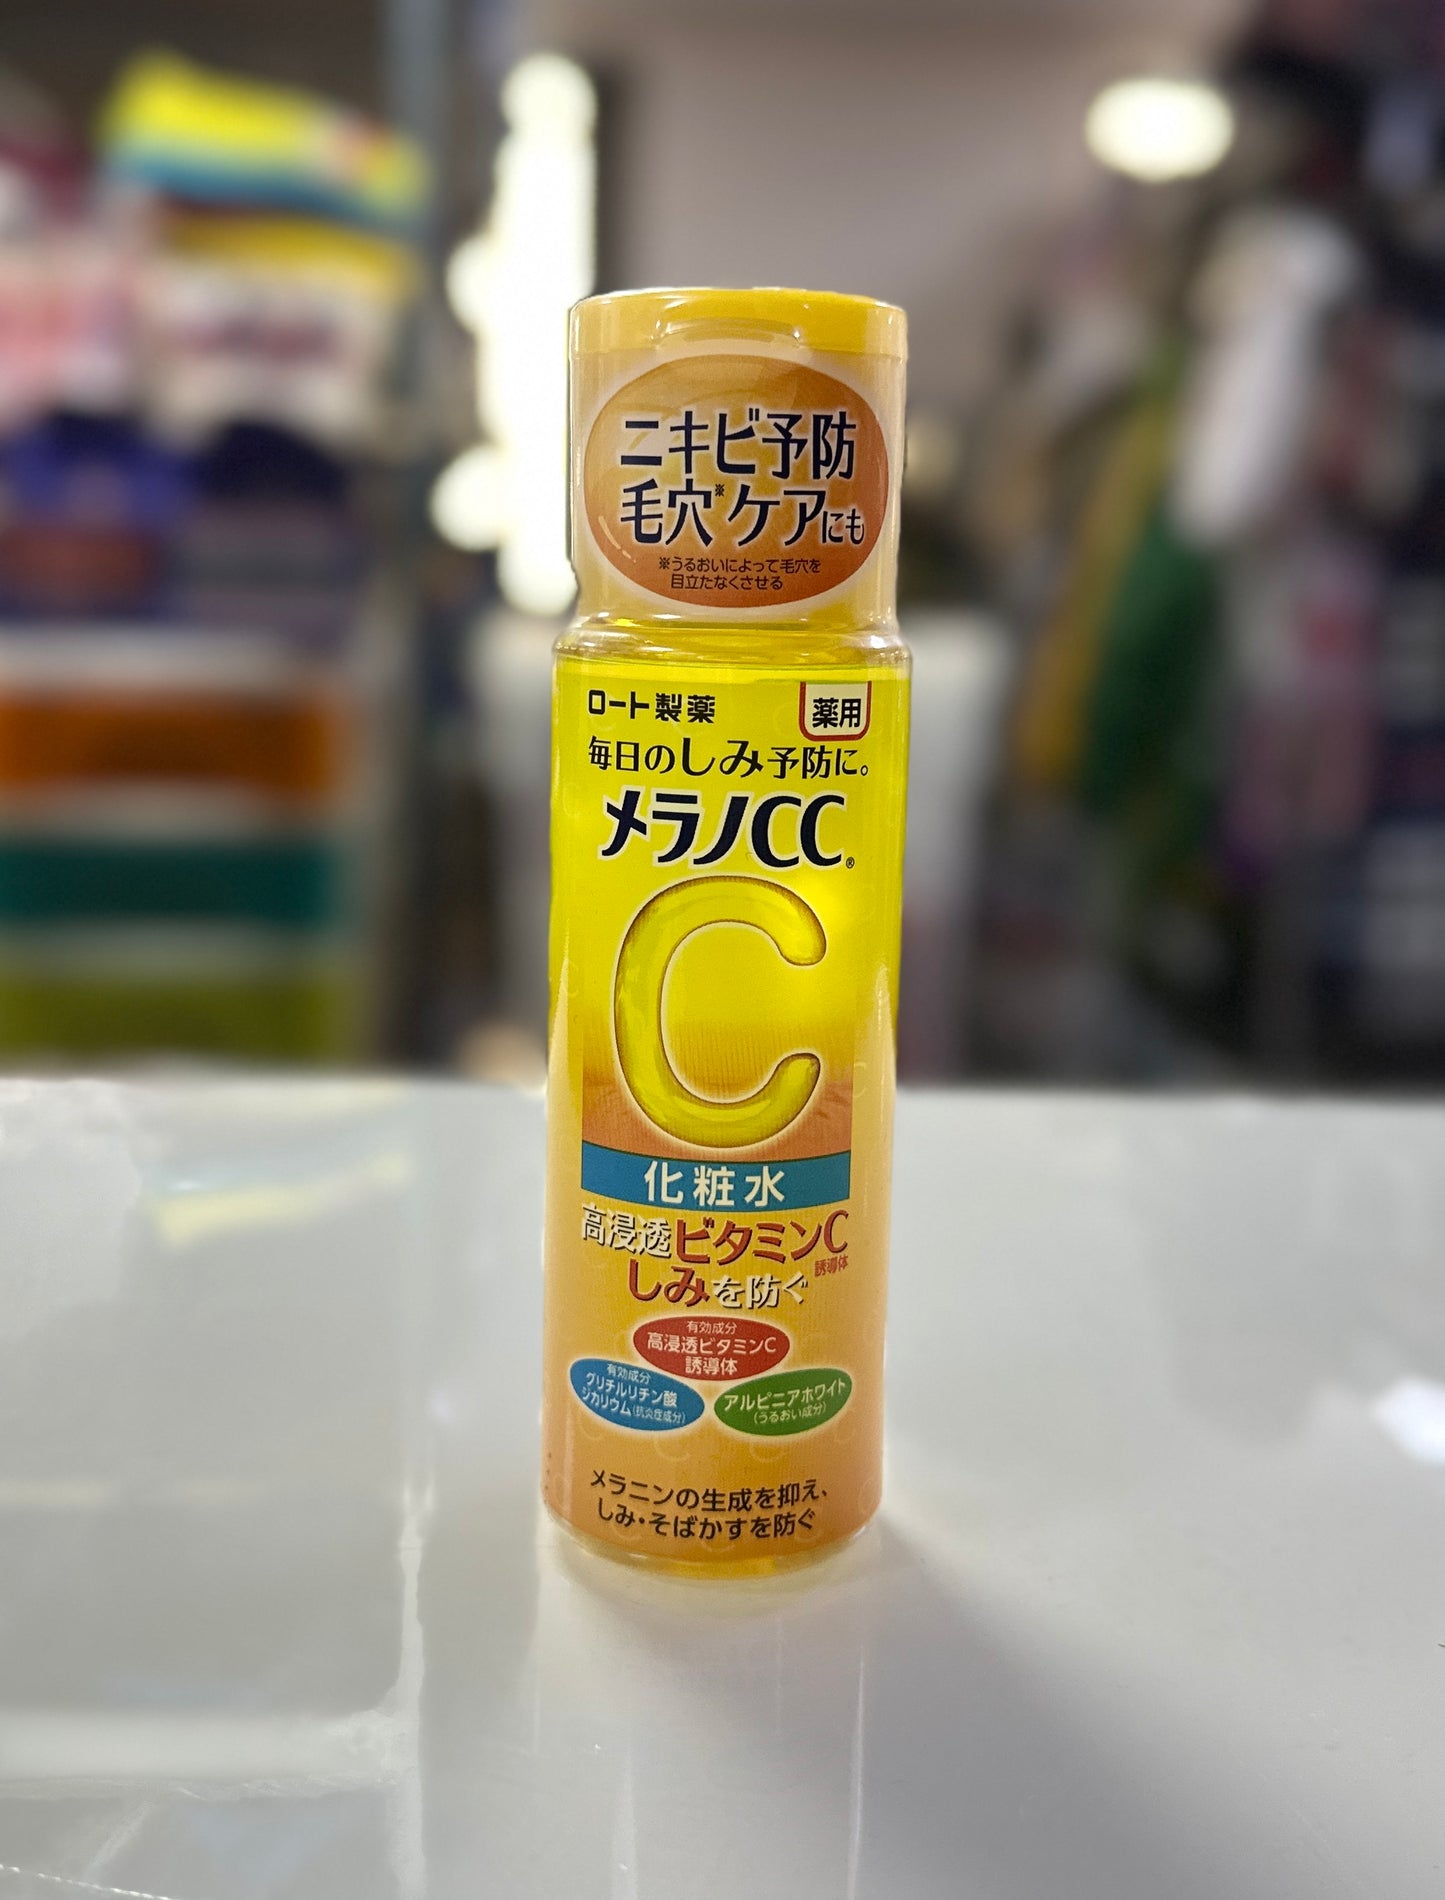 ニキビ予防
毛穴※ケアにも
※うるおいによって毛穴を
目立たなくさせる
ロート製薬
薬用
毎日のしみ予防に。
メラノCC®
C
化粧水
高浸透ビタミンC
誘導体
しみを防ぐ
有効成分
高浸透ビタミンC
誘導体
有効成分
グリチルリチン酸
ジカリウム(抗炎症成分)
アルピニアホワイト
(うるおい成分)
メラニンの生成を抑え、
しみ・そばかすを防ぐ